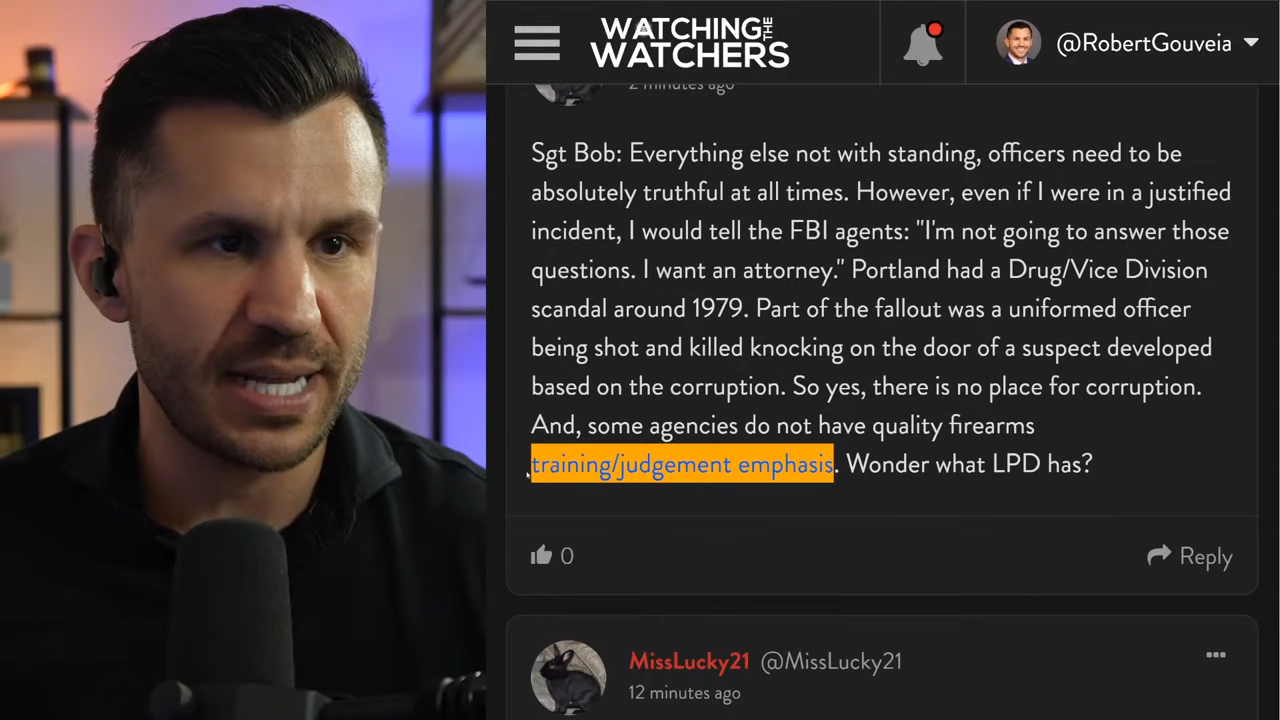 WATCHING THE
WATCHERS
@RobertGouveia
2 minutes ago
Sgt Bob: Everything else not with standing, officers need to be
absolutely truthful at all times. However, even if I were in a justified
incident, I would tell the FBI agents: "I'm not going to answer those
questions. I want an attorney." Portland had a Drug/Vice Division
scandal around 1979. Part of the fallout was a uniformed officer
being shot and killed knocking on the door of a suspect developed
based on the corruption. So yes, there is no place for corruption.
And, some agencies do not have quality firearms
training/judgement emphasis. Wonder what LPD has?
0
Reply
MissLucky21 @MissLucky21
12 minutes ago